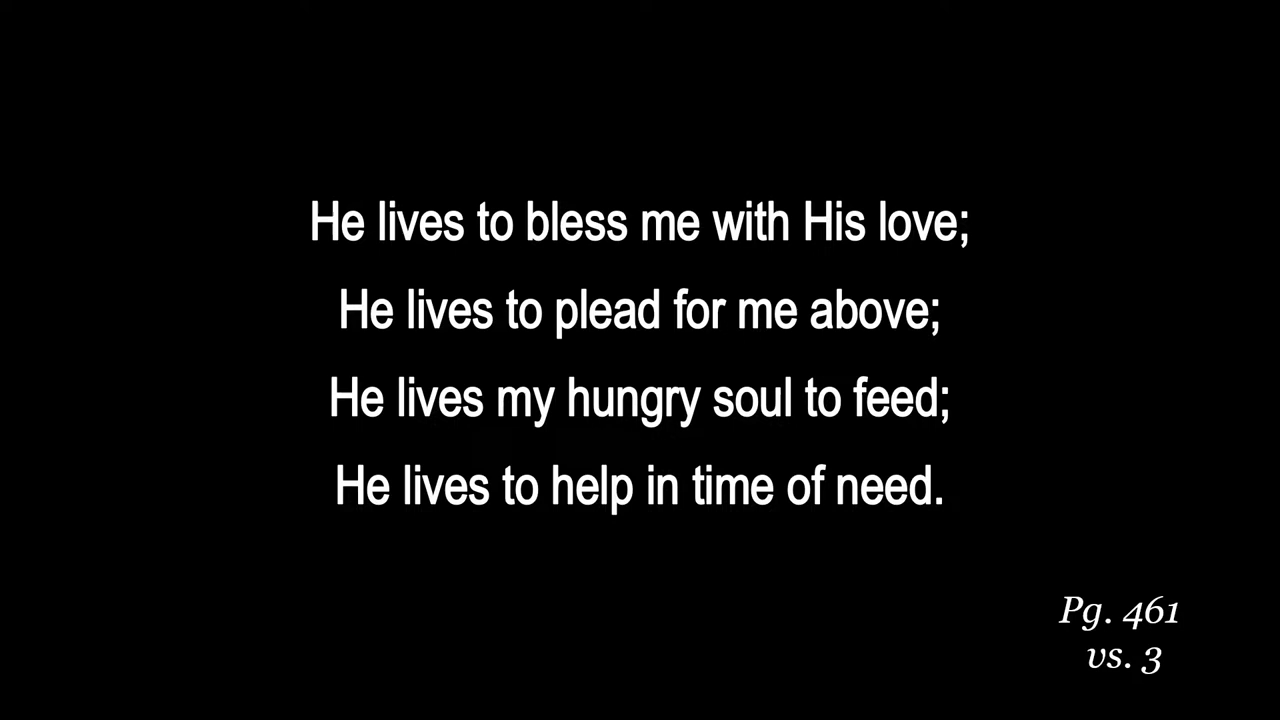 He lives to bless me with His love;
He lives to plead for me above;
He lives my hungry soul to feed;
He lives to help in time of need.
Pg. 461
vs. 3